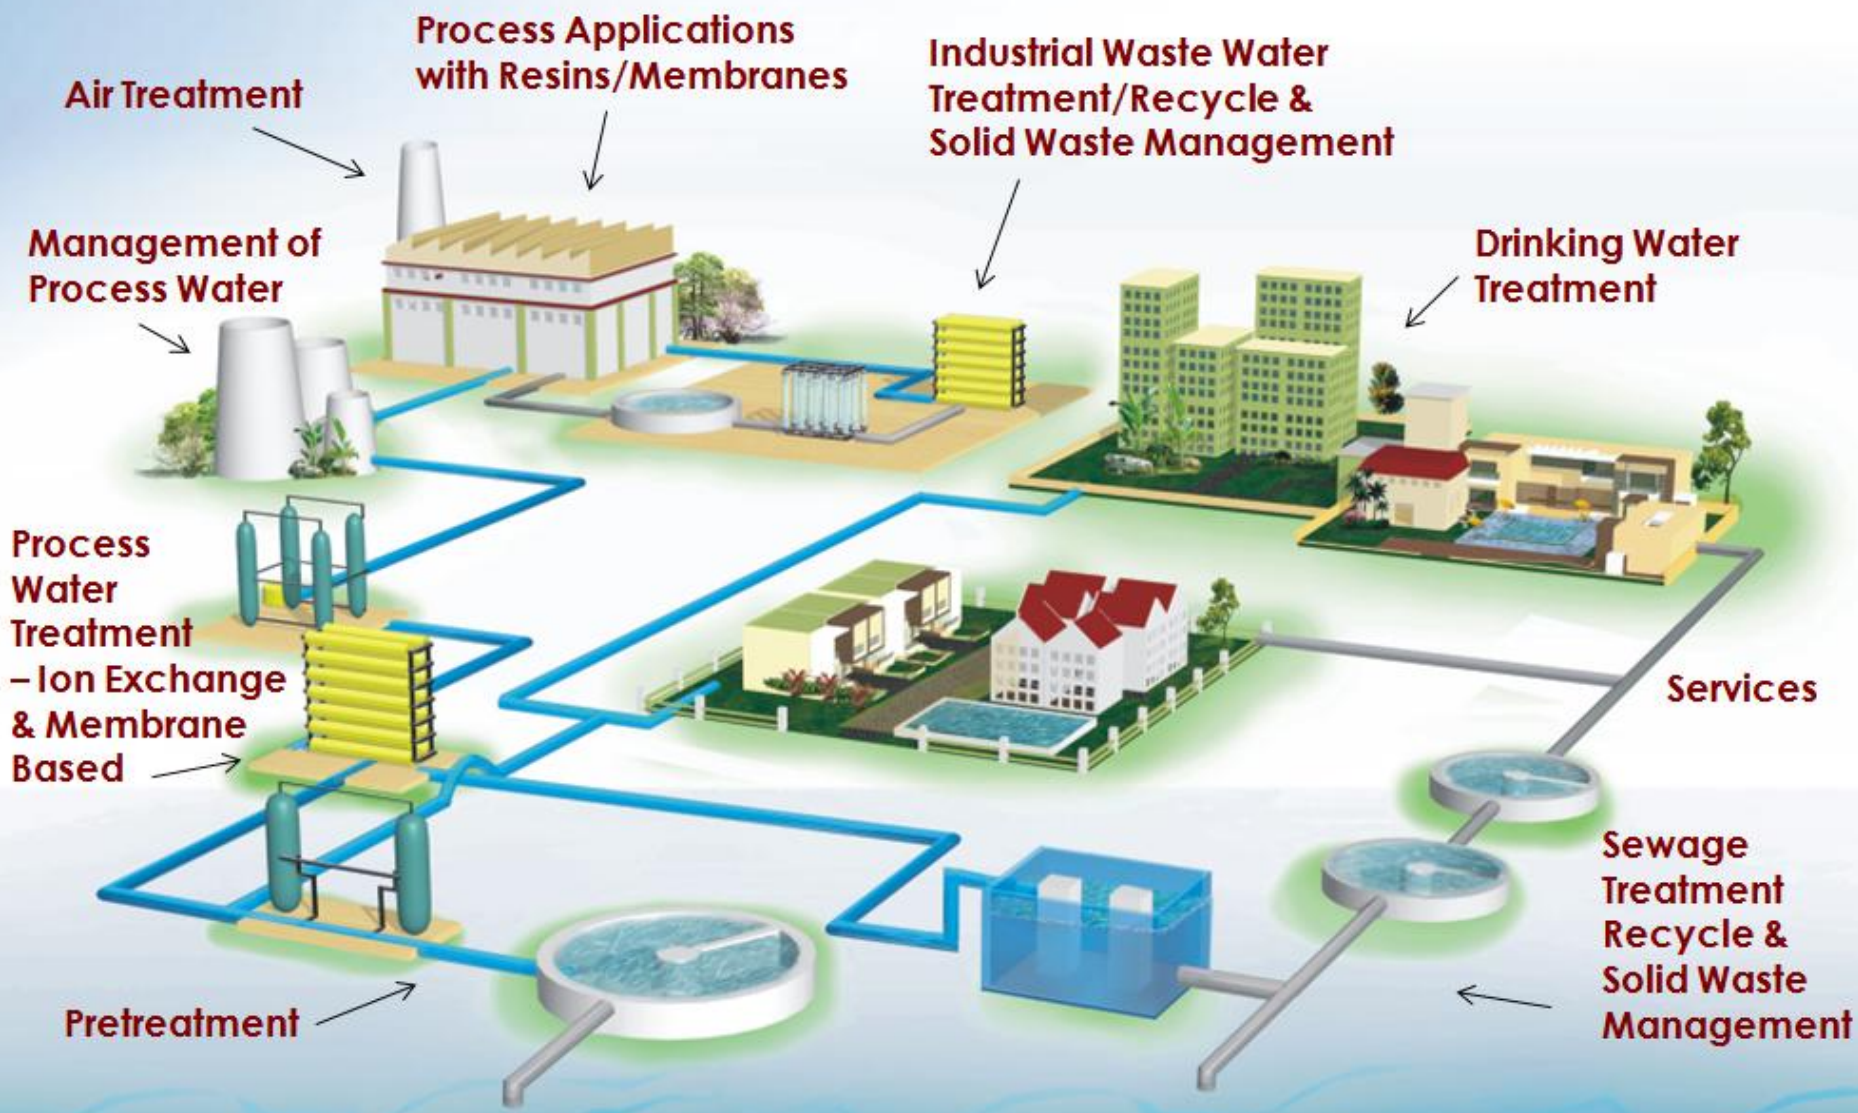 Process Applications
with Resins/Membranes
Industrial Waste Water
Treatment/Recycle &
Solid Waste Management
Air Treatment
Management of
Process Water
Drinking Water
Treatment
Process
Water
Treatment
– Ion Exchange
& Membrane
Based
Services
Sewage
Treatment
Recycle &
Solid Waste
Management
Pretreatment